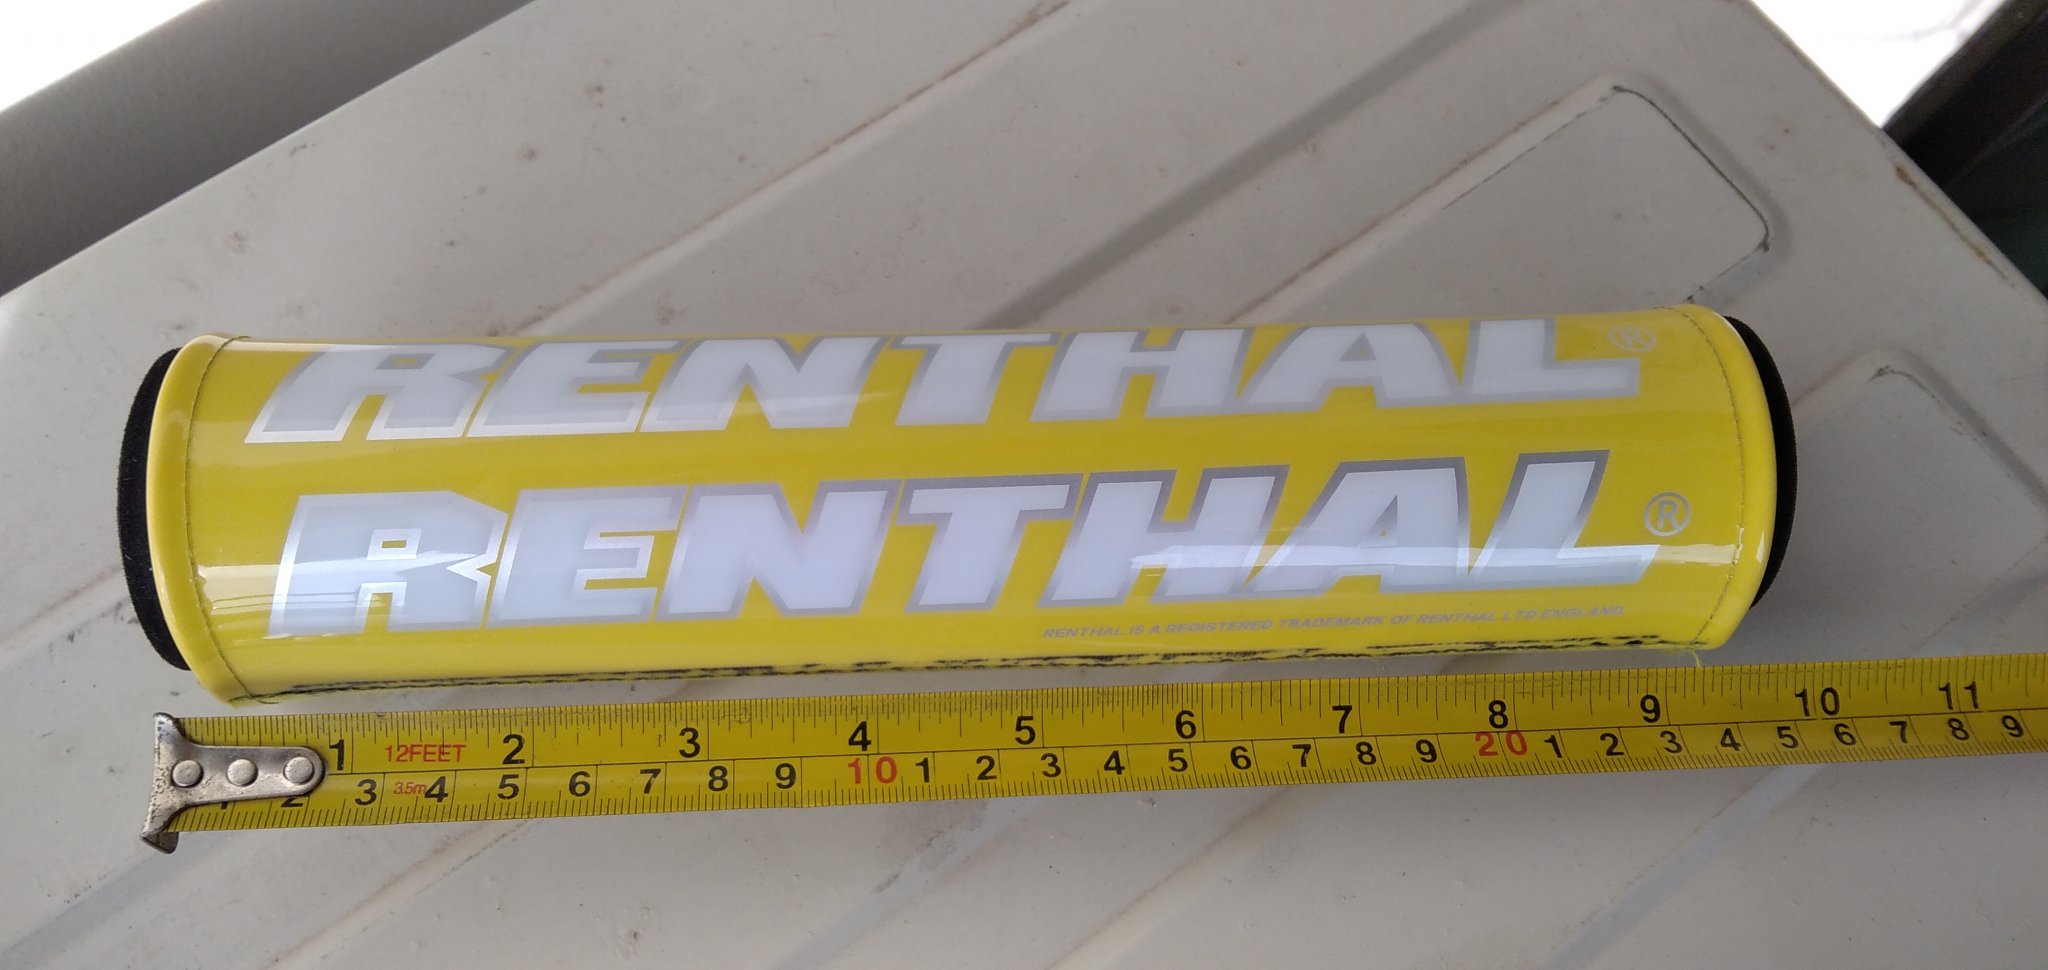 RENTHAL®
RENTHAL®
RENTHAL IS A REGISTERED TRADEMARK OF RENTHAL LTD ENGLAND.
1 12FEET 2 3 4 5 6 7 8 9 10 11
1 2 3 3.5m 4 5 6 7 8 9 10 1 2 3 4 5 6 7 8 9 20 1 2 3 4 5 6 7 8 9